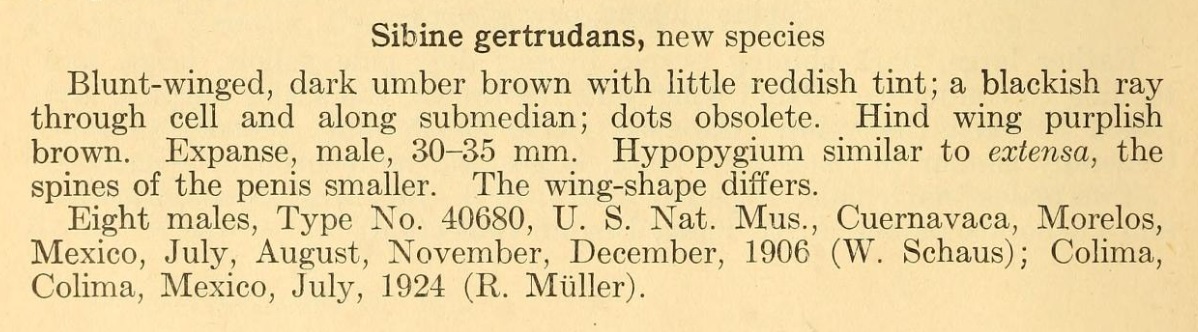 Sibine gertrudans, new species
Blunt-winged, dark umber brown with little reddish tint; a blackish ray
through cell and along submedian; dots obsolete. Hind wing purplish
brown. Expanse, male, 30–35 mm. Hypopygium similar to extensa, the
spines of the penis smaller. The wing-shape differs.
Eight males, Type No. 40680, U. S. Nat. Mus., Cuernavaca, Morelos,
Mexico, July, August, November, December, 1906 (W. Schaus); Colima,
Colima, Mexico, July, 1924 (R. Müller).